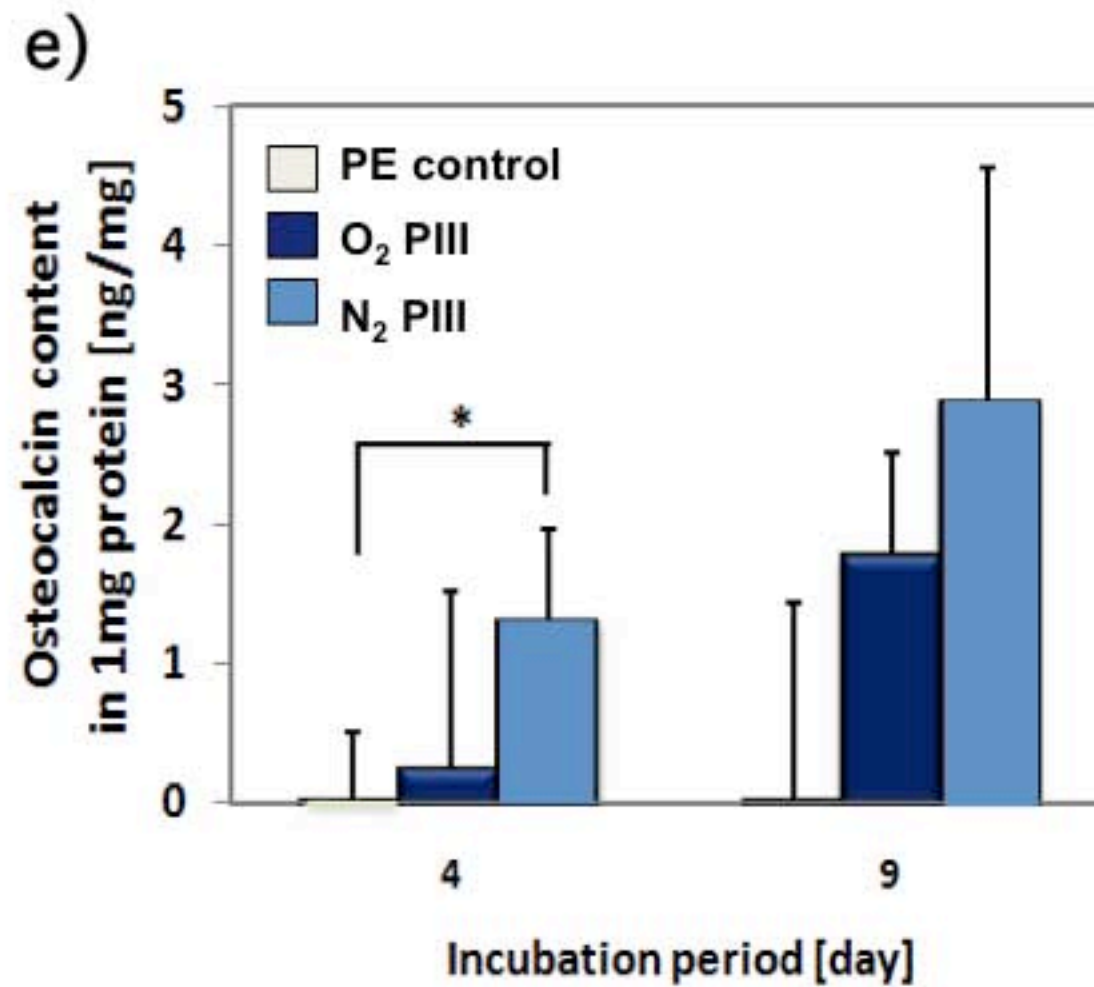 e)
Osteocalcin content
in 1mg protein [ng/mg]
5
4
3
2
1
0
PE control
O₂ PIII
N₂ PIII
*
4
9
Incubation period [day]